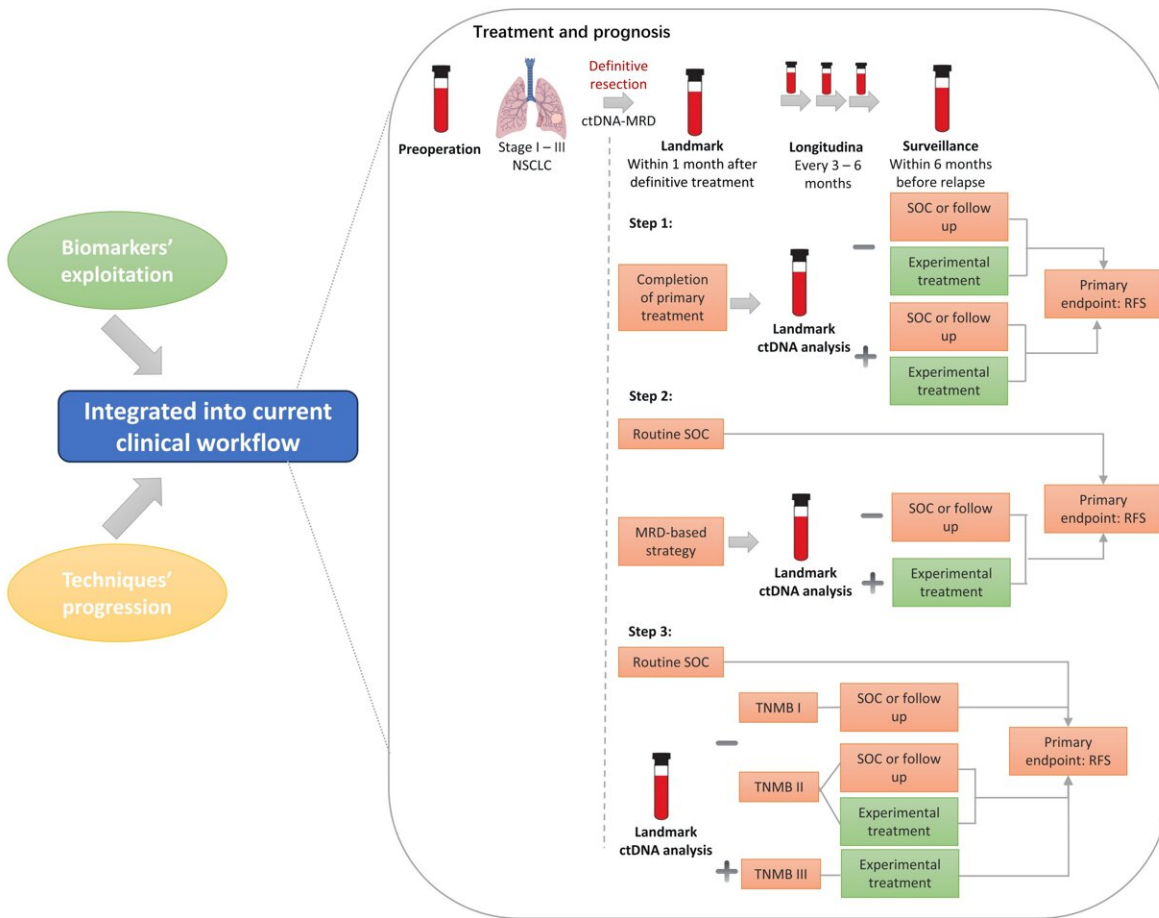 Treatment and prognosis
Definitive
resection
ctDNA-MRD
Preoperation
Stage I – III
NSCLC
Landmark
Within 1 month after
definitive treatment
Longitudina
Every 3 – 6
months
Surveillance
Within 6 months
before relapse
Biomarkers'
exploitation
Integrated into current
clinical workflow
Techniques'
progression
Step 1:
Completion
of primary
treatment
Landmark
ctDNA analysis
−
+
SOC or follow
up
Experimental
treatment
SOC or follow
up
Experimental
treatment
Primary
endpoint: RFS
Step 2:
Routine SOC
MRD-based
strategy
Landmark
ctDNA analysis
−
+
SOC or follow
up
Experimental
treatment
Primary
endpoint: RFS
Step 3:
Routine SOC
Landmark
ctDNA analysis
−
+
TNMB I
SOC or follow
up
TNMB II
SOC or follow
up
Experimental
treatment
TNMB III
Experimental
treatment
Primary
endpoint: RFS